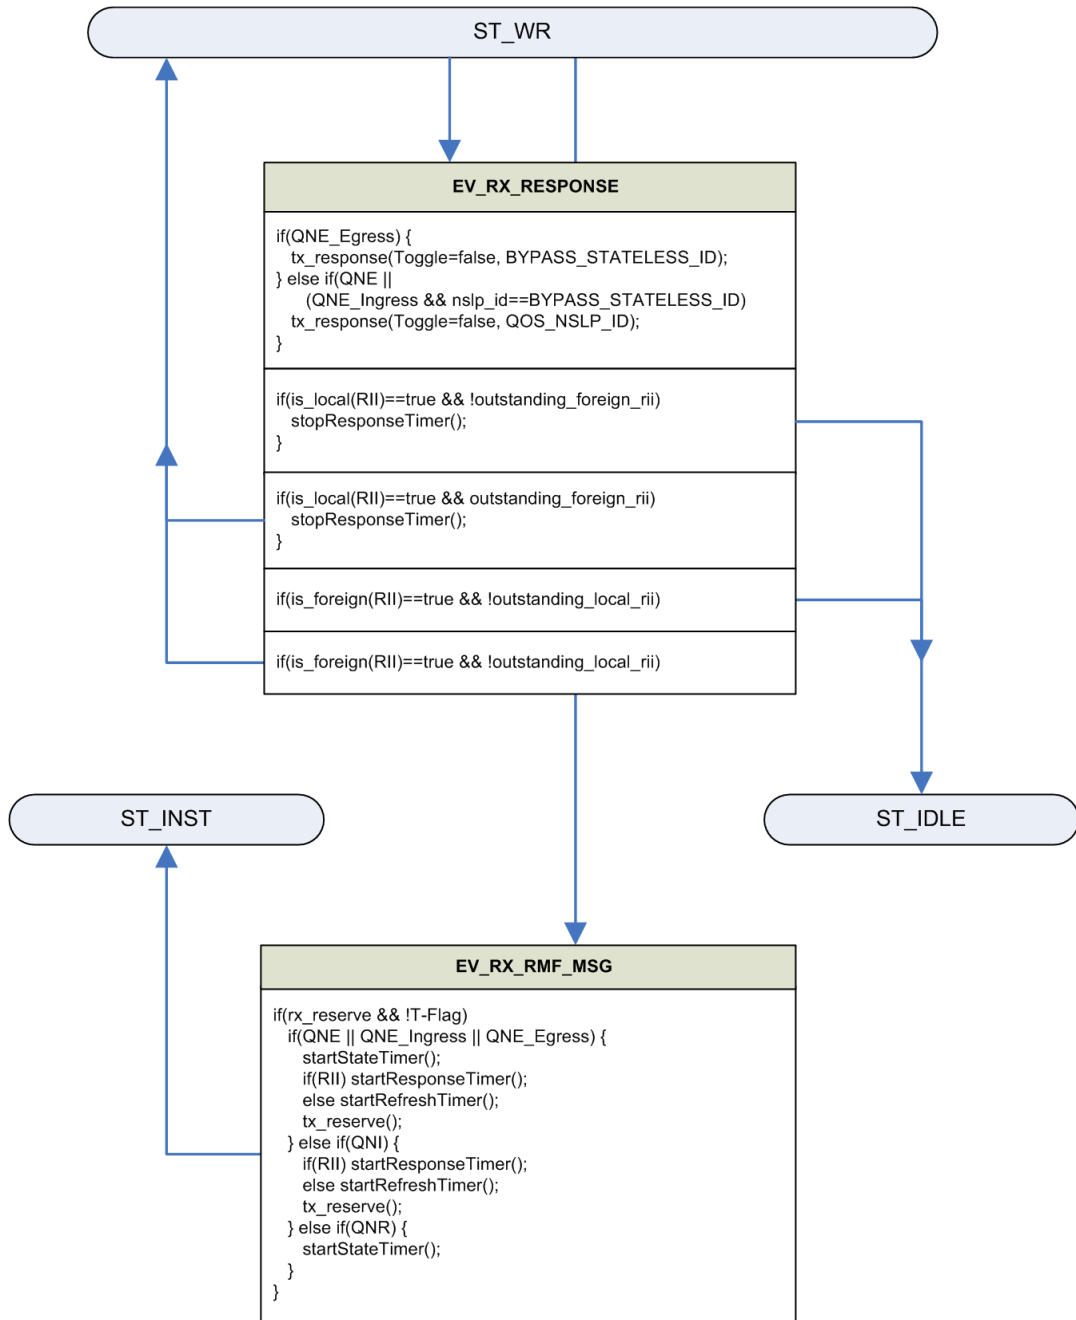 ST_WR
EV_RX_RESPONSE
if(QNE_Egress) {
tx_response(Toggle=false, BYPASS_STATELESS_ID);
} else if(QNE ||
(QNE_Ingress && nslp_id==BYPASS_STATELESS_ID)
tx_response(Toggle=false, QOS_NSLP_ID);
}
if(is_local(RII)==true && !outstanding_foreign_rii)
stopResponseTimer();
}
if(is_local(RII)==true && outstanding_foreign_rii)
stopResponseTimer();
}
if(is_foreign(RII)==true && !outstanding_local_rii)
if(is_foreign(RII)==true && !outstanding_local_rii)
ST_INST
ST_IDLE
EV_RX_RMF_MSG
if(rx_reserve && !T-Flag)
if(QNE || QNE_Ingress || QNE_Egress) {
startStateTimer();
if(RII) startResponseTimer();
else startRefreshTimer();
tx_reserve();
} else if(QNI) {
if(RII) startResponseTimer();
else startRefreshTimer();
tx_reserve();
} else if(QNR) {
startStateTimer();
}
}